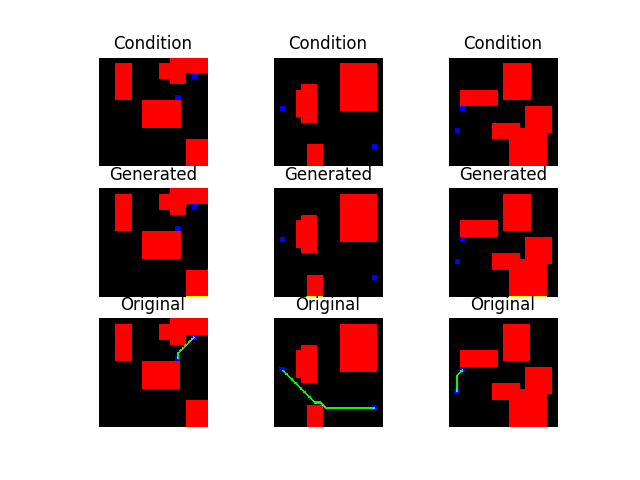 Condition Condition Condition
Generated Generated Generated
Original Original Original